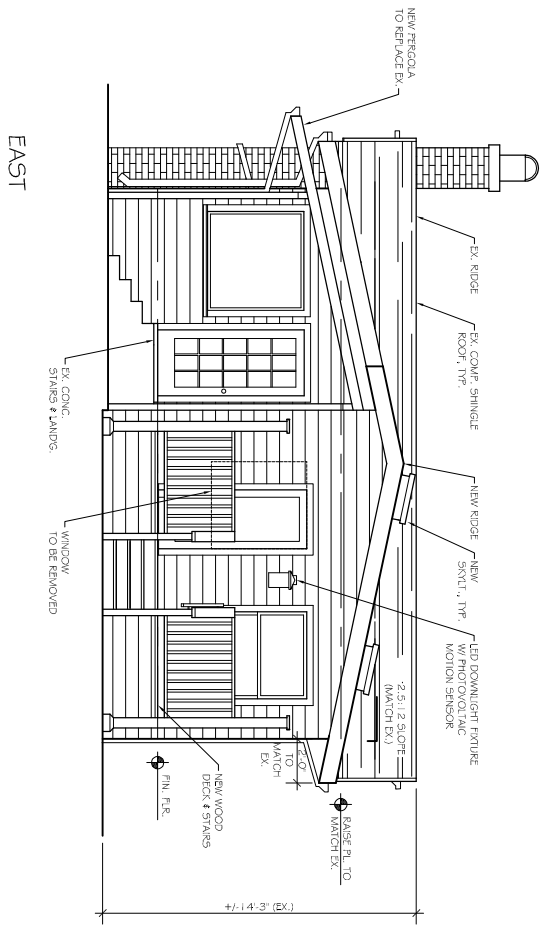 NEW PERGOLA
TO REPLACE EX.
EX. RIDGE
EX. COMP. SHINGLE
ROOF, TYP.
NEW RIDGE
NEW
SKYLT., TYP.
LED DOWNLIGHT FIXTURE
W/ PHOTOVOLTAIC
MOTION SENSOR
-2.5:12 SLOPE
(MATCH EX.)
RAISE PL. TO
MATCH EX.
+/-14'-3" (EX.)
2'-0"
TO
MATCH
EX.
FIN. FLR.
NEW WOOD
DECK & STAIRS
WINDOW
TO BE REMOVED
EX. CONC.
STAIRS & LANDG.
EAST